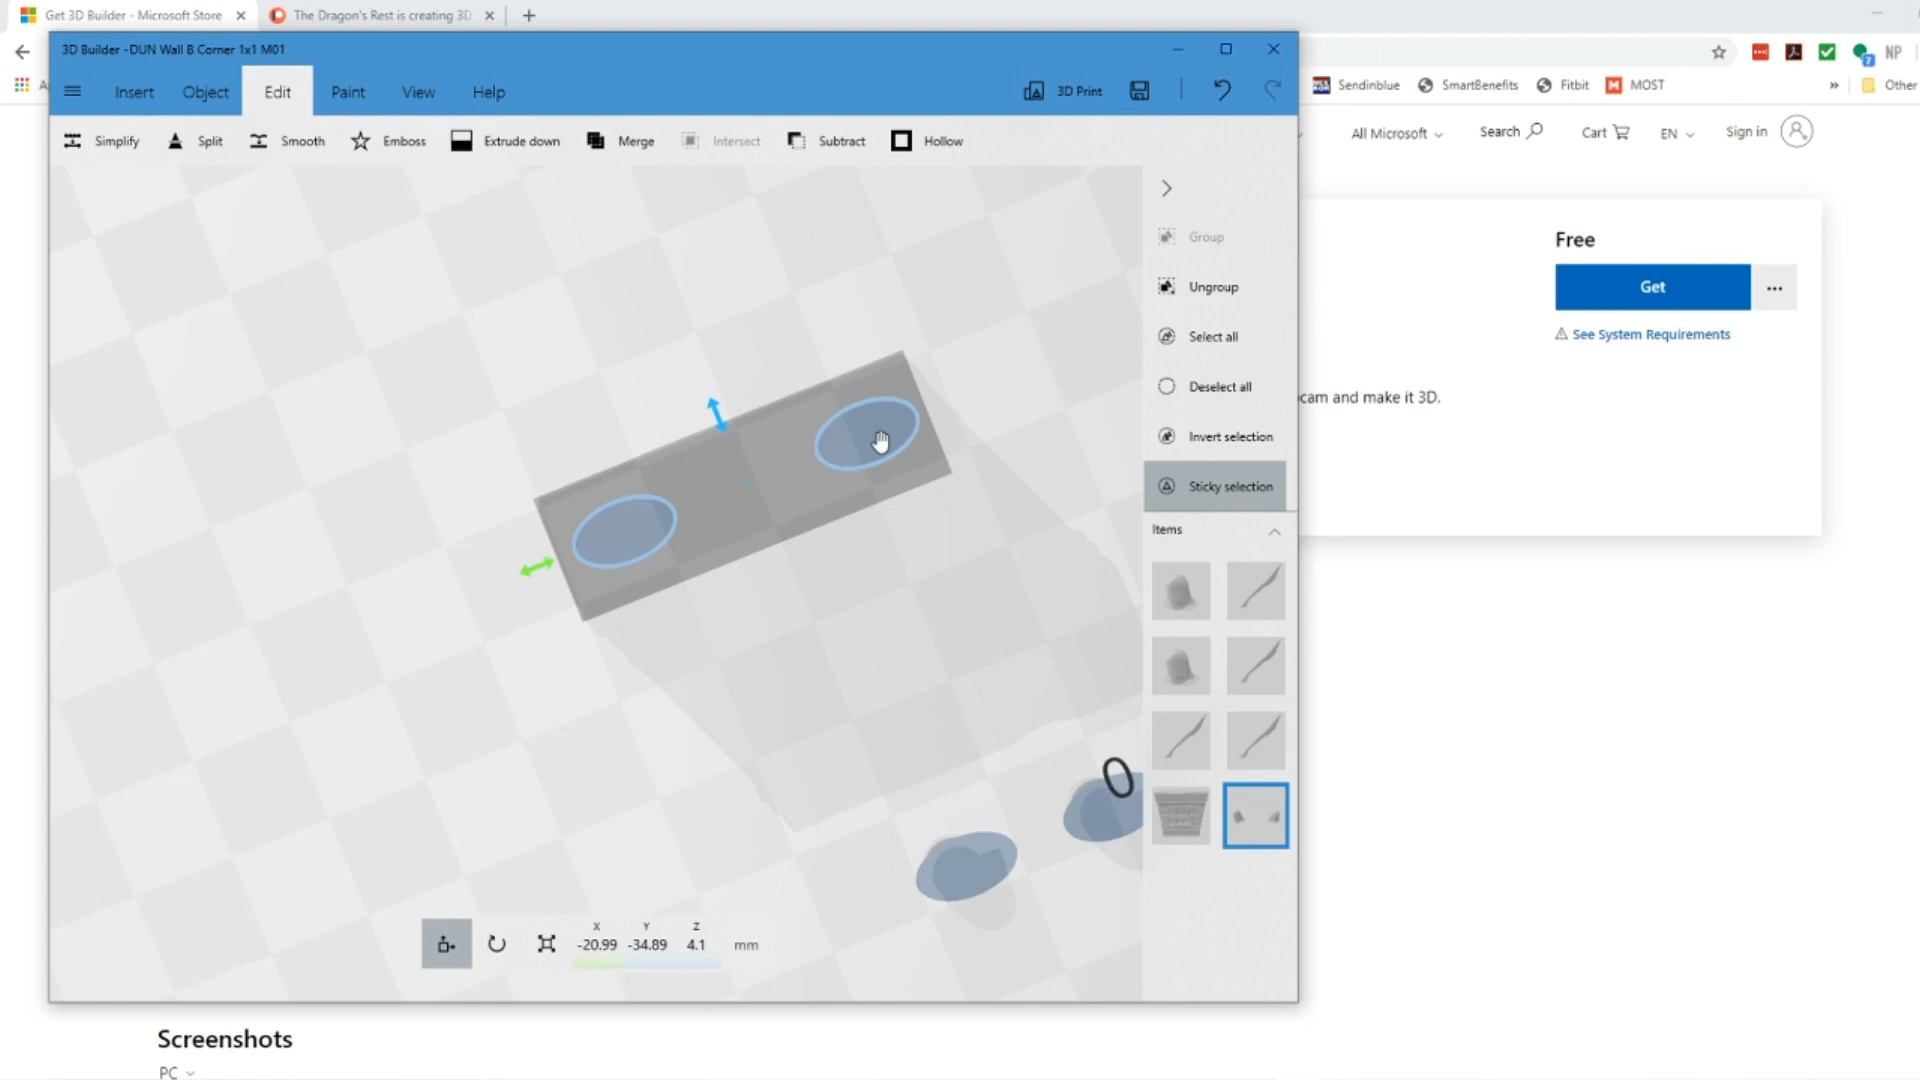 Get 3D Builder - Microsoft Store
The Dragon's Rest is creating 3D
3D Builder -DUN Wall B Corner 1x1 M01
NP
Insert
Object
Edit
Paint
View
Help
3D Print
Sendinblue
SmartBenefits
Fitbit
MOST
Other
Simplify
Split
Smooth
Emboss
Extrude down
Merge
Intersect
Subtract
Hollow
All Microsoft
Search
Cart
EN
Sign in
Group
Ungroup
Select all
Deselect all
Invert selection
Sticky selection
Items
Free
Get
See System Requirements
cam and make it 3D.
0
X Y Z
-20.99 -34.89 4.1 mm
Screenshots
PC